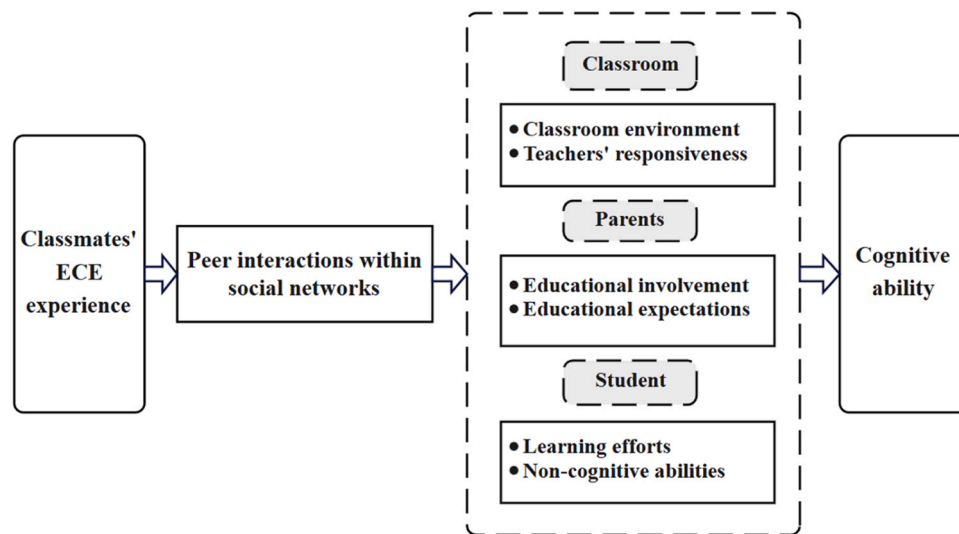 Classmates'
ECE
experience
Peer interactions within
social networks
Classroom
● Classroom environment
● Teachers' responsiveness
Parents
● Educational involvement
● Educational expectations
Student
● Learning efforts
● Non-cognitive abilities
Cognitive
ability